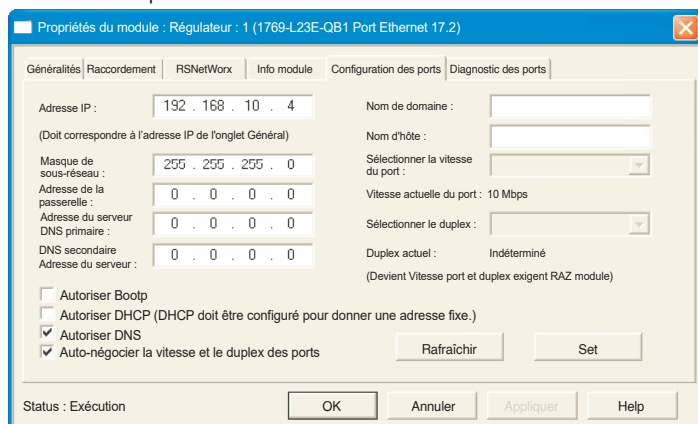 Propriétés du module : Régulateur : 1 (1769-L23E-QB1 Port Ethernet 17.2)
Généralités Raccordement RSNetWorx Info module Configuration des ports Diagnostic des ports
Adresse IP : 192 . 168 . 10 . 4
(Doit correspondre à l'adresse IP de l'onglet Général)
Masque de
sous-réseau : 255 . 255 . 255 . 0
Adresse de la
passerelle : 0 . 0 . 0 . 0
Adresse du serveur
DNS primaire : 0 . 0 . 0 . 0
DNS secondaire
Adresse du serveur : 0 . 0 . 0 . 0
Nom de domaine :
Nom d'hôte :
Sélectionner la vitesse
du port :
Vitesse actuelle du port : 10 Mbps
Sélectionner le duplex :
Duplex actuel : Indéterminé
(Devient Vitesse port et duplex exigent RAZ module)
Autoriser Bootp
Autoriser DHCP (DHCP doit être configuré pour donner une adresse fixe.)
Autoriser DNS
Auto-négocier la vitesse et le duplex des ports
Rafraîchir Set
Status : Exécution OK Annuler Appliquer Help